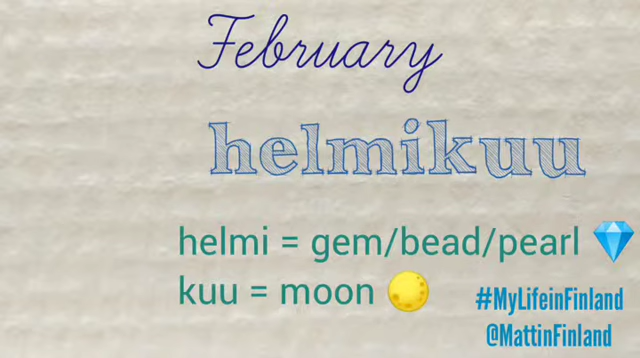 February
helmikuu
helmi = gem/bead/pearl 💎
kuu = moon 🌕
#MyLifeinFinland
@MattinFinland